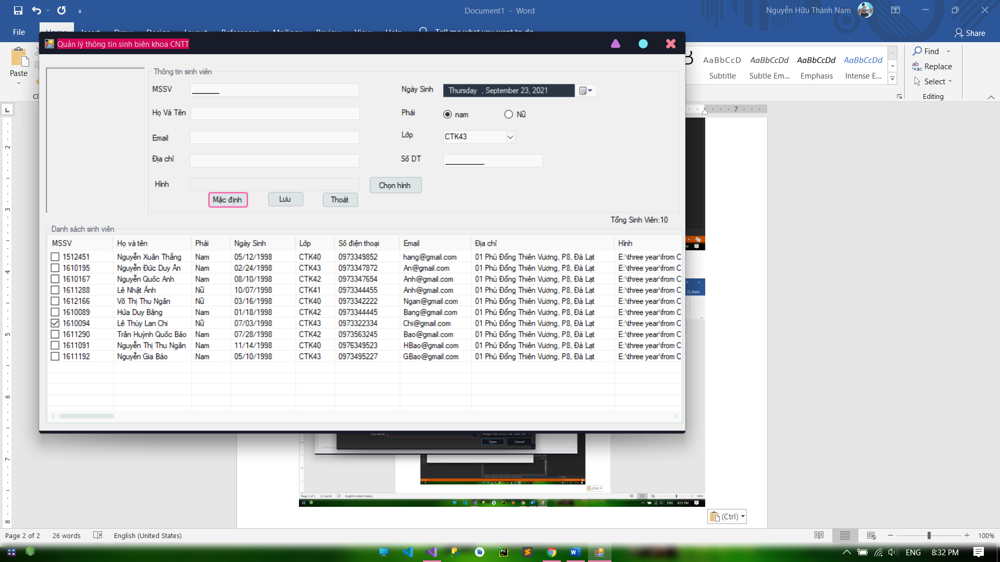 Document1 - Word
Nguyễn Hữu Thành Nam
File
Share
Quản lý thông tin sinh biên khoa CNTT
Paste
AaBbCcD AaBbCcDd AaBbCcDd AaBbCcDd
Subtitle Subtle Em... Emphasis Intense E...
Find
Replace
Select
Editing
Thông tin sinh viên
MSSV
Ngày Sinh Thursday , September 23, 2021
Họ Và Tên
Phái nam Nữ
Email
Lớp CTK43
Địa chỉ
Số DT
Hình
Chọn hình
Mặc định Lưu Thoát
Tổng Sinh Viên:10
Danh sách sinh viên
MSSV Họ và tên Phái Ngày Sinh Lớp Số điện thoại Email Địa chỉ Hình
1512451 Nguyễn Xuân Thắng Nam 05/12/1998 CTK40 0973349852 hang@gmail.com 01 Phù Đổng Thiên Vương, P8, Đà Lạt E:\three year\from C
1610195 Nguyễn Đức Duy Ân Nam 02/24/1998 CTK43 0973347872 An@gmail.com 01 Phù Đổng Thiên Vương, P8, Đà Lạt E:\three year\from C
1610167 Nguyễn Quốc Anh Nam 08/10/1998 CTK42 0973347654 Anh@gmail.com 01 Phù Đổng Thiên Vương, P8, Đà Lạt E:\three year\from C
1611288 Lê Nhật Ánh Nữ 10/07/1998 CTK41 0973344455 Anh@gmail.com 01 Phù Đổng Thiên Vương, P8, Đà Lạt E:\three year\from C
1612166 Võ Thị Thu Ngân Nữ 03/16/1998 CTK40 0973342222 Ngan@gmail.com 01 Phù Đổng Thiên Vương, P8, Đà Lạt E:\three year\from C
1610089 Hứa Duy Băng Nam 01/18/1998 CTK42 0973344445 Bang@gmail.com 01 Phù Đổng Thiên Vương, P8, Đà Lạt E:\three year\from C
1610094 Lê Thùy Lan Chi Nữ 07/03/1998 CTK43 0973322334 Chi@gmail.com 01 Phù Đổng Thiên Vương, P8, Đà Lạt E:\three year\from C
1611290 Trần Huỳnh Quốc Bảo Nam 07/28/1998 CTK42 0973563245 Bao@gmail.com 01 Phù Đổng Thiên Vương, P8, Đà Lạt E:\three year\from C
1611091 Nguyễn Thị Thu Ngân Nam 11/14/1998 CTK40 0976349523 HBao@gmail.com 01 Phù Đổng Thiên Vương, P8, Đà Lạt E:\three year\from C
1611192 Nguyễn Gia Bảo Nam 05/10/1998 CTK43 0973495227 GBao@gmail.com 01 Phù Đổng Thiên Vương, P8, Đà Lạt E:\three year\from C
Open Cancel
(Ctrl)
Page 2 of 2 22 words English (United States) 100%
ENG 8:31 PM
(Ctrl)
Page 2 of 2 26 words English (United States) 100%
ENG 8:32 PM